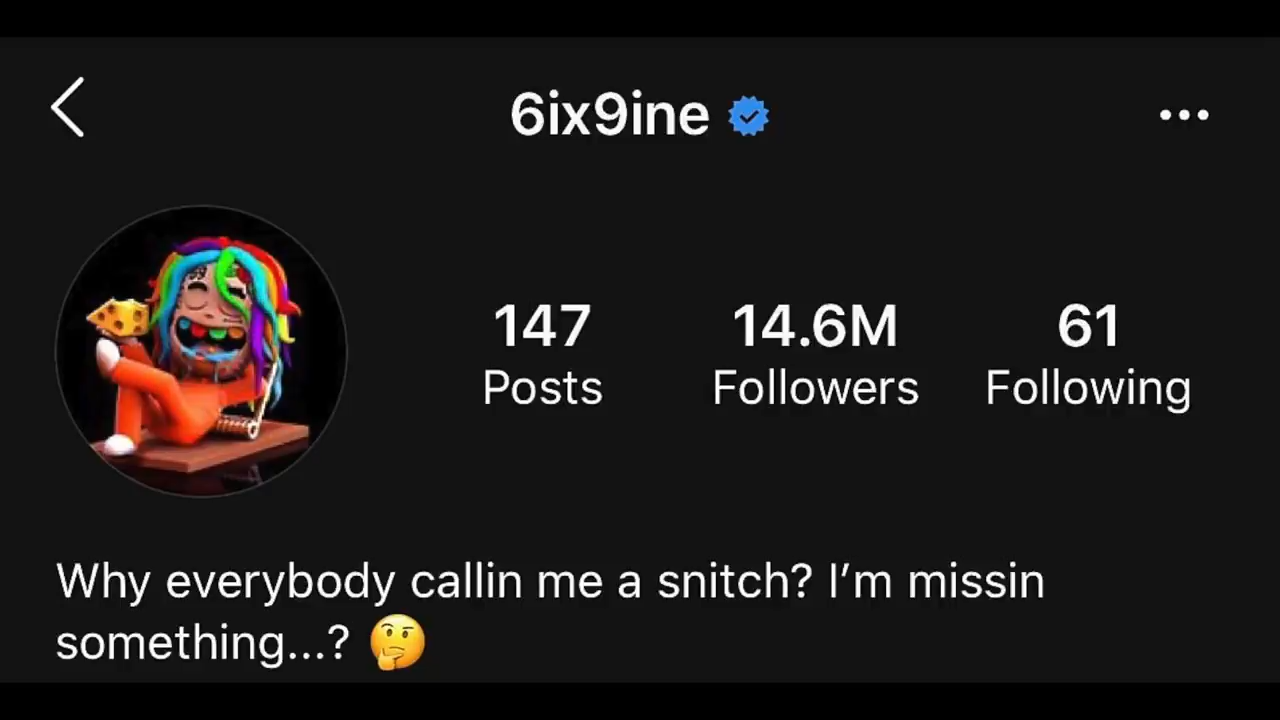 6ix9ine
147
14.6M
61
Posts
Followers
Following
Why everybody callin me a snitch? I’m missin
something...? 🤔